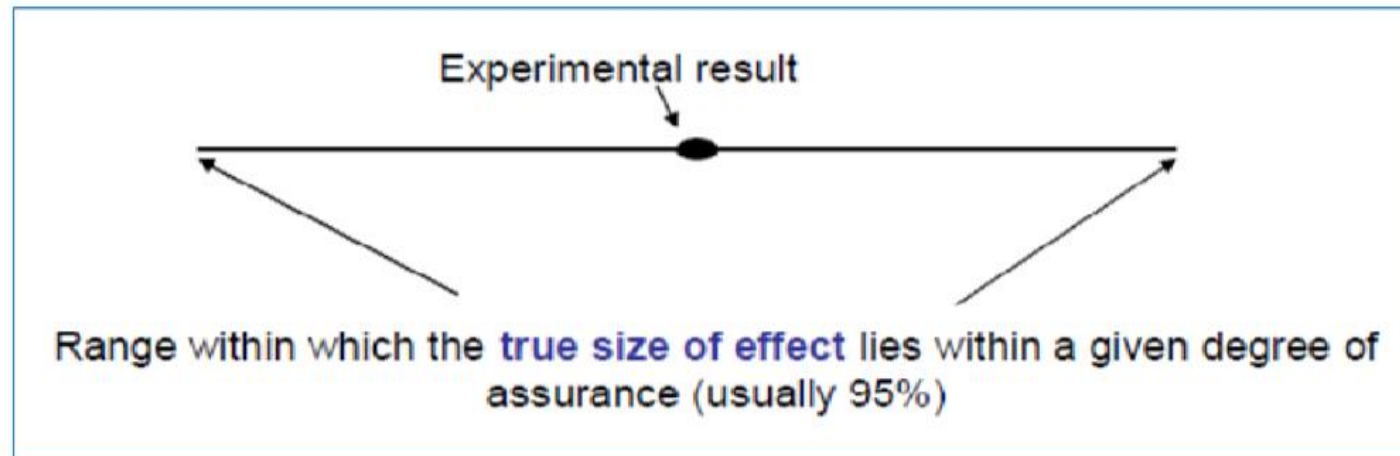 Experimental result
Range within which the true size of effect lies within a given degree of
assurance (usually 95%)